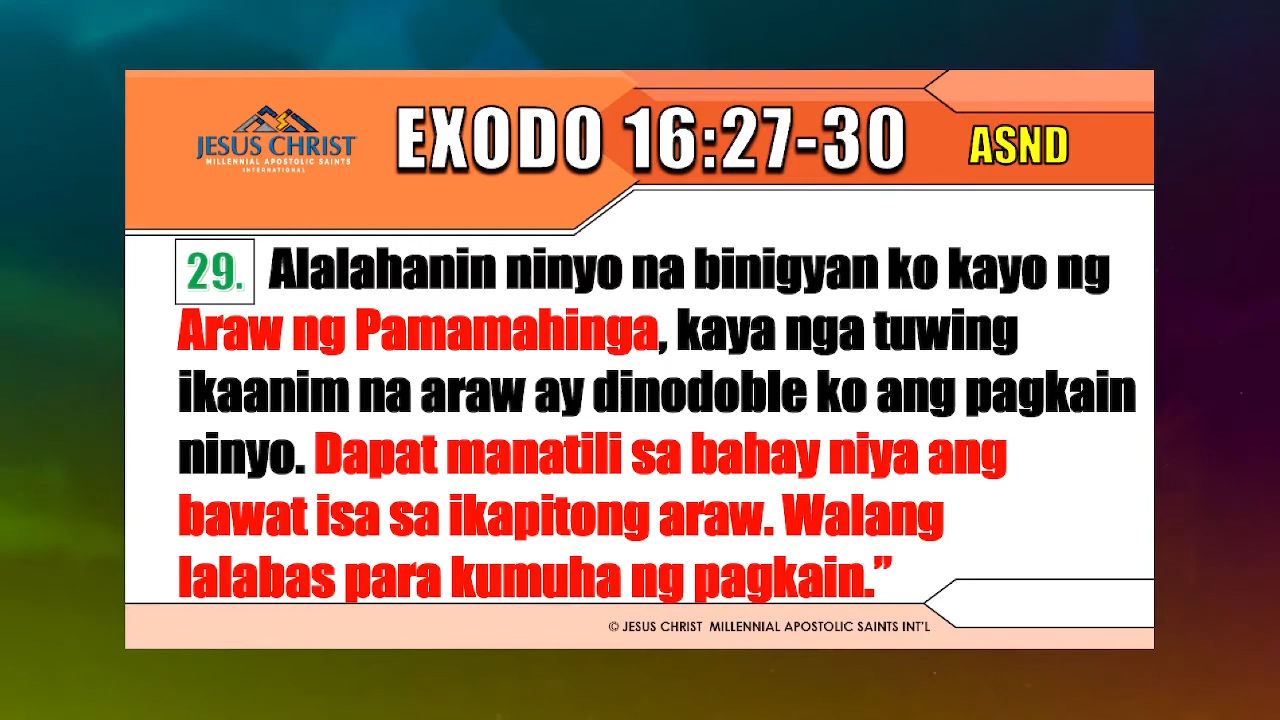 JESUS CHRIST
MILLENNIAL APOSTOLIC SAINTS
INTERNATIONAL
EXODO 16:27-30
ASND
29. Alalahanin ninyo na binigyan ko kayo ng
Araw ng Pamamahinga, kaya nga tuwing
ikaanim na araw ay dinodoble ko ang pagkain
ninyo. Dapat manatili sa bahay niya ang
bawat isa sa ikapitong araw. Walang
lalabas para kumuha ng pagkain.”
© JESUS CHRIST MILLENNIAL APOSTOLIC SAINTS INT'L